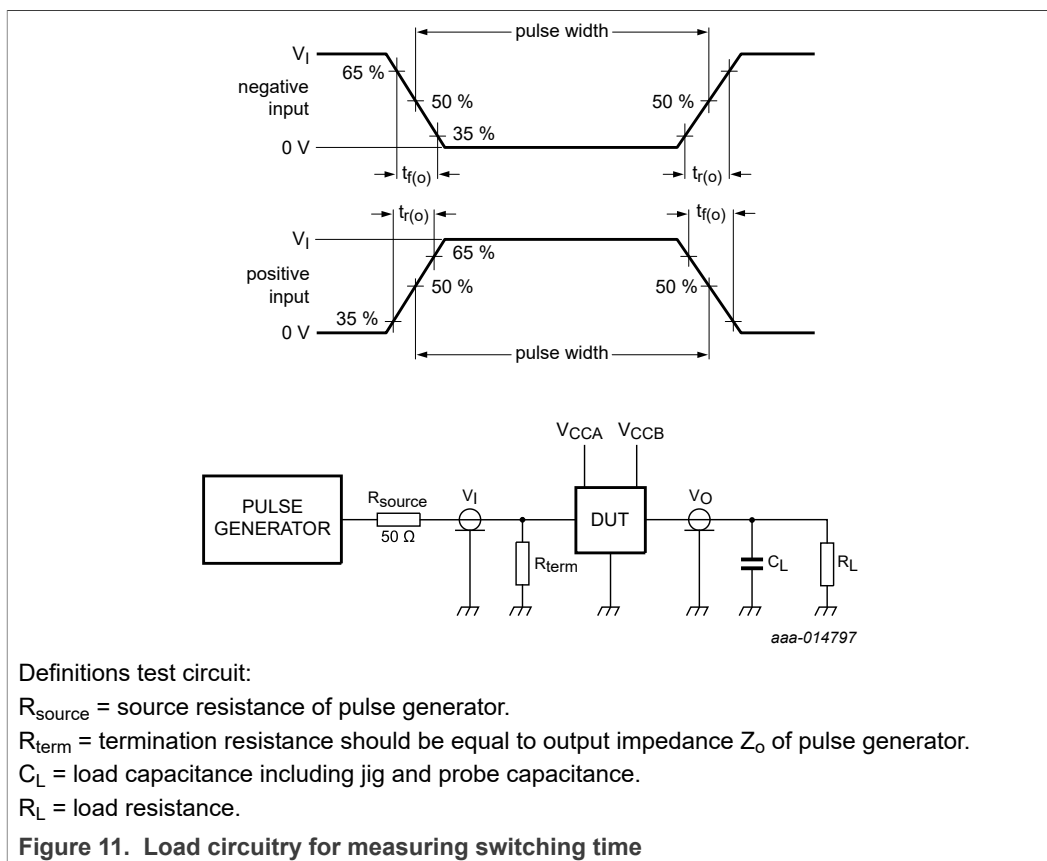 pulse width
V_I
65 %
negative
input
50 %
50 %
35 %
0 V
t_f(o)
t_r(o)
t_r(o)
t_f(o)
V_I
65 %
positive
input
50 %
50 %
35 %
0 V
pulse width
V_CCA V_CCB
PULSE
GENERATOR
R_source
50 Ω
V_I
R_term
DUT
V_O
C_L
R_L
aaa-014797
Definitions test circuit:
R_source = source resistance of pulse generator.
R_term = termination resistance should be equal to output impedance Z_o of pulse generator.
C_L = load capacitance including jig and probe capacitance.
R_L = load resistance.
Figure 11. Load circuitry for measuring switching time